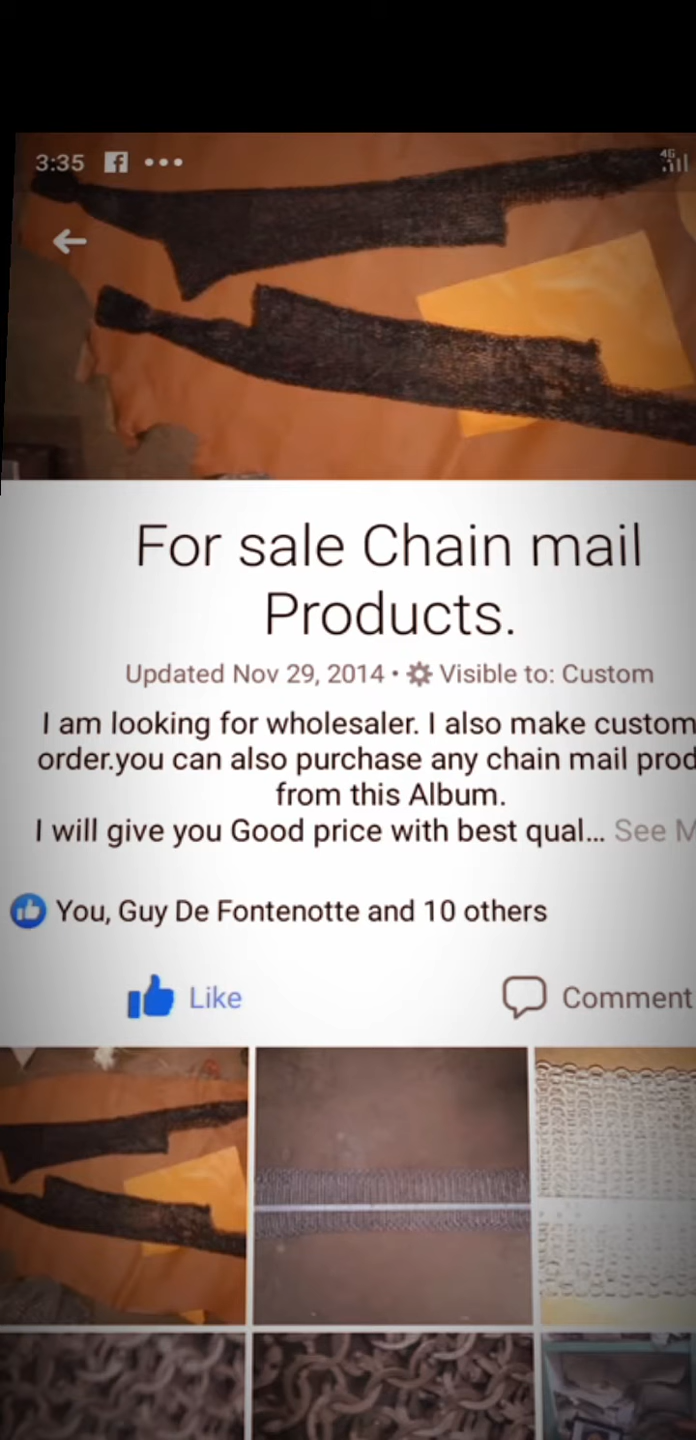 3:35
4G
For sale Chain mail
Products.
Updated Nov 29, 2014 • Visible to: Custom
I am looking for wholesaler. I also make custom
order.you can also purchase any chain mail prod
from this Album.
I will give you Good price with best qual... See M
You, Guy De Fontenotte and 10 others
Like
Comment